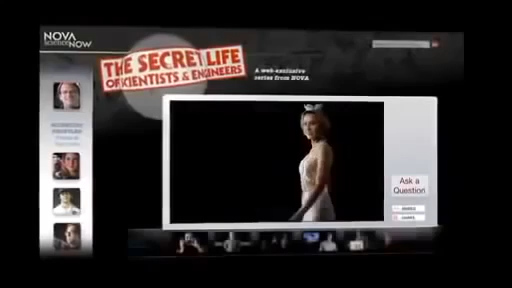 NOVA
SCIENCENOW
THE SECRET LIFE
OF SCIENTISTS & ENGINEERS
A web-exclusive
series from NOVA
Ask a
Question